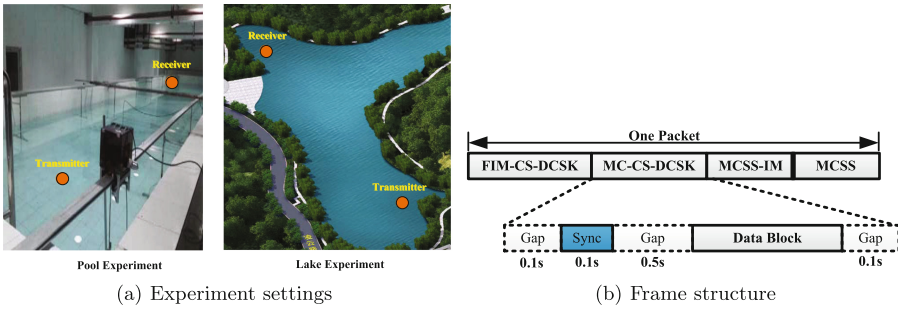 Receiver
Transmitter
Pool Experiment
Receiver
Transmitter
Lake Experiment
(a) Experiment settings
One Packet
FIM-CS-DCSK MC-CS-DCSK MCSS-IM MCSS
Gap Sync Gap Data Block Gap
0.1s 0.1s 0.5s 0.1s
(b) Frame structure